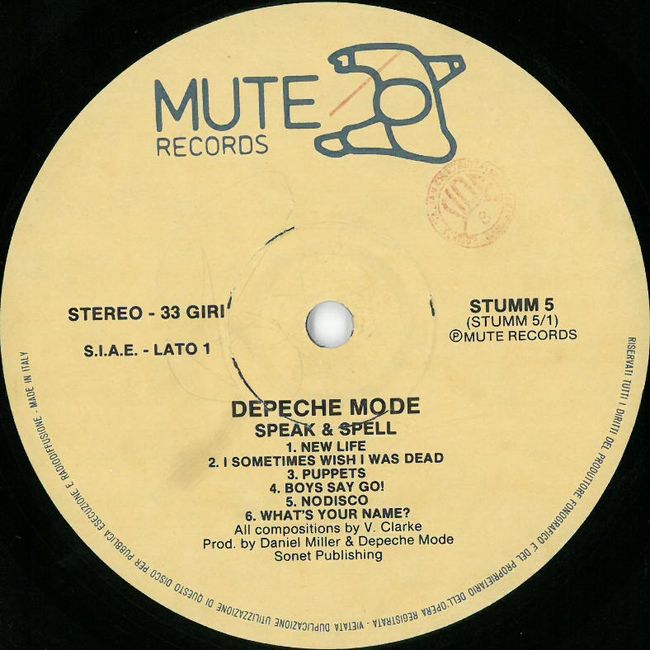 MUTE
RECORDS
STEREO - 33 GIRI
S.I.A.E. - LATO 1
STUMM 5
(STUMM 5/1)
ⓟMUTE RECORDS
DEPECHE MODE
SPEAK & SPELL
1. NEW LIFE
2. I SOMETIMES WISH I WAS DEAD
3. PUPPETS
4. BOYS SAY GO!
5. NODISCO
6. WHAT'S YOUR NAME?
All compositions by V. Clarke
Prod. by Daniel Miller & Depeche Mode
Sonet Publishing
RISERVATI TUTTI I DIRITTI DEL PRODUTTORE FONOGRAFICO E DEL PROPRIETARIO DELL'OPERA REGISTRATA - VIETATA DUPLICAZIONE UTILIZZAZIONE DI QUESTO DISCO PER PUBBLICA ESECUZIONE E RADIODIFFUSIONE - MADE IN ITALY